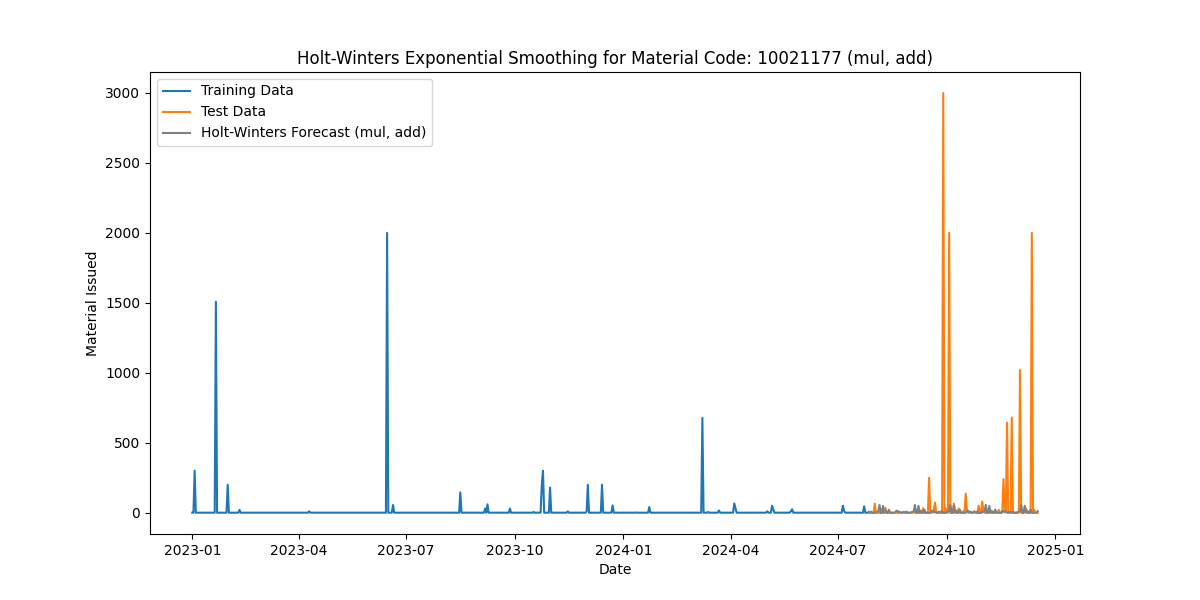 Holt-Winters Exponential Smoothing for Material Code: 10021177 (mul, add)
Training Data
Test Data
Holt-Winters Forecast (mul, add)
Material Issued
3000
2500
2000
1500
1000
500
0
2023-01 2023-04 2023-07 2023-10 2024-01 2024-04 2024-07 2024-10 2025-01
Date